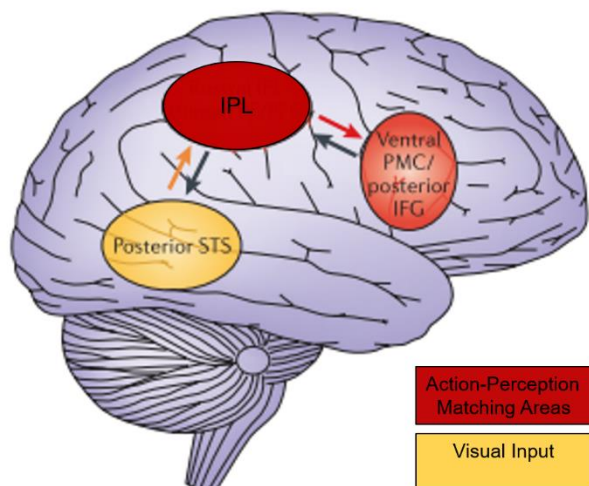 IPL
Ventral
PMC/
posterior
IFG
Posterior STS
Action-Perception
Matching Areas
Visual Input